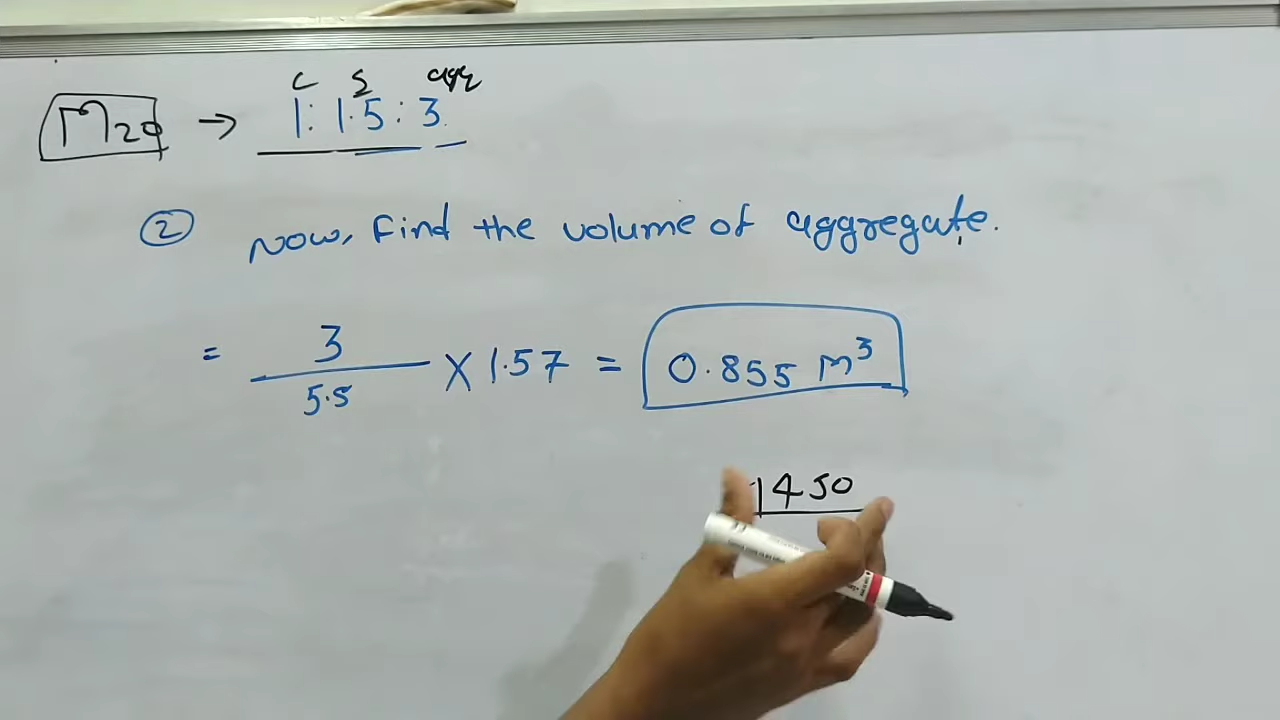 C S agg
M20 → 1: 1.5 : 3.
② Now, Find the volume of aggregate.
= 3 / 5.5 X 1.57 = 0.855 m³
1450